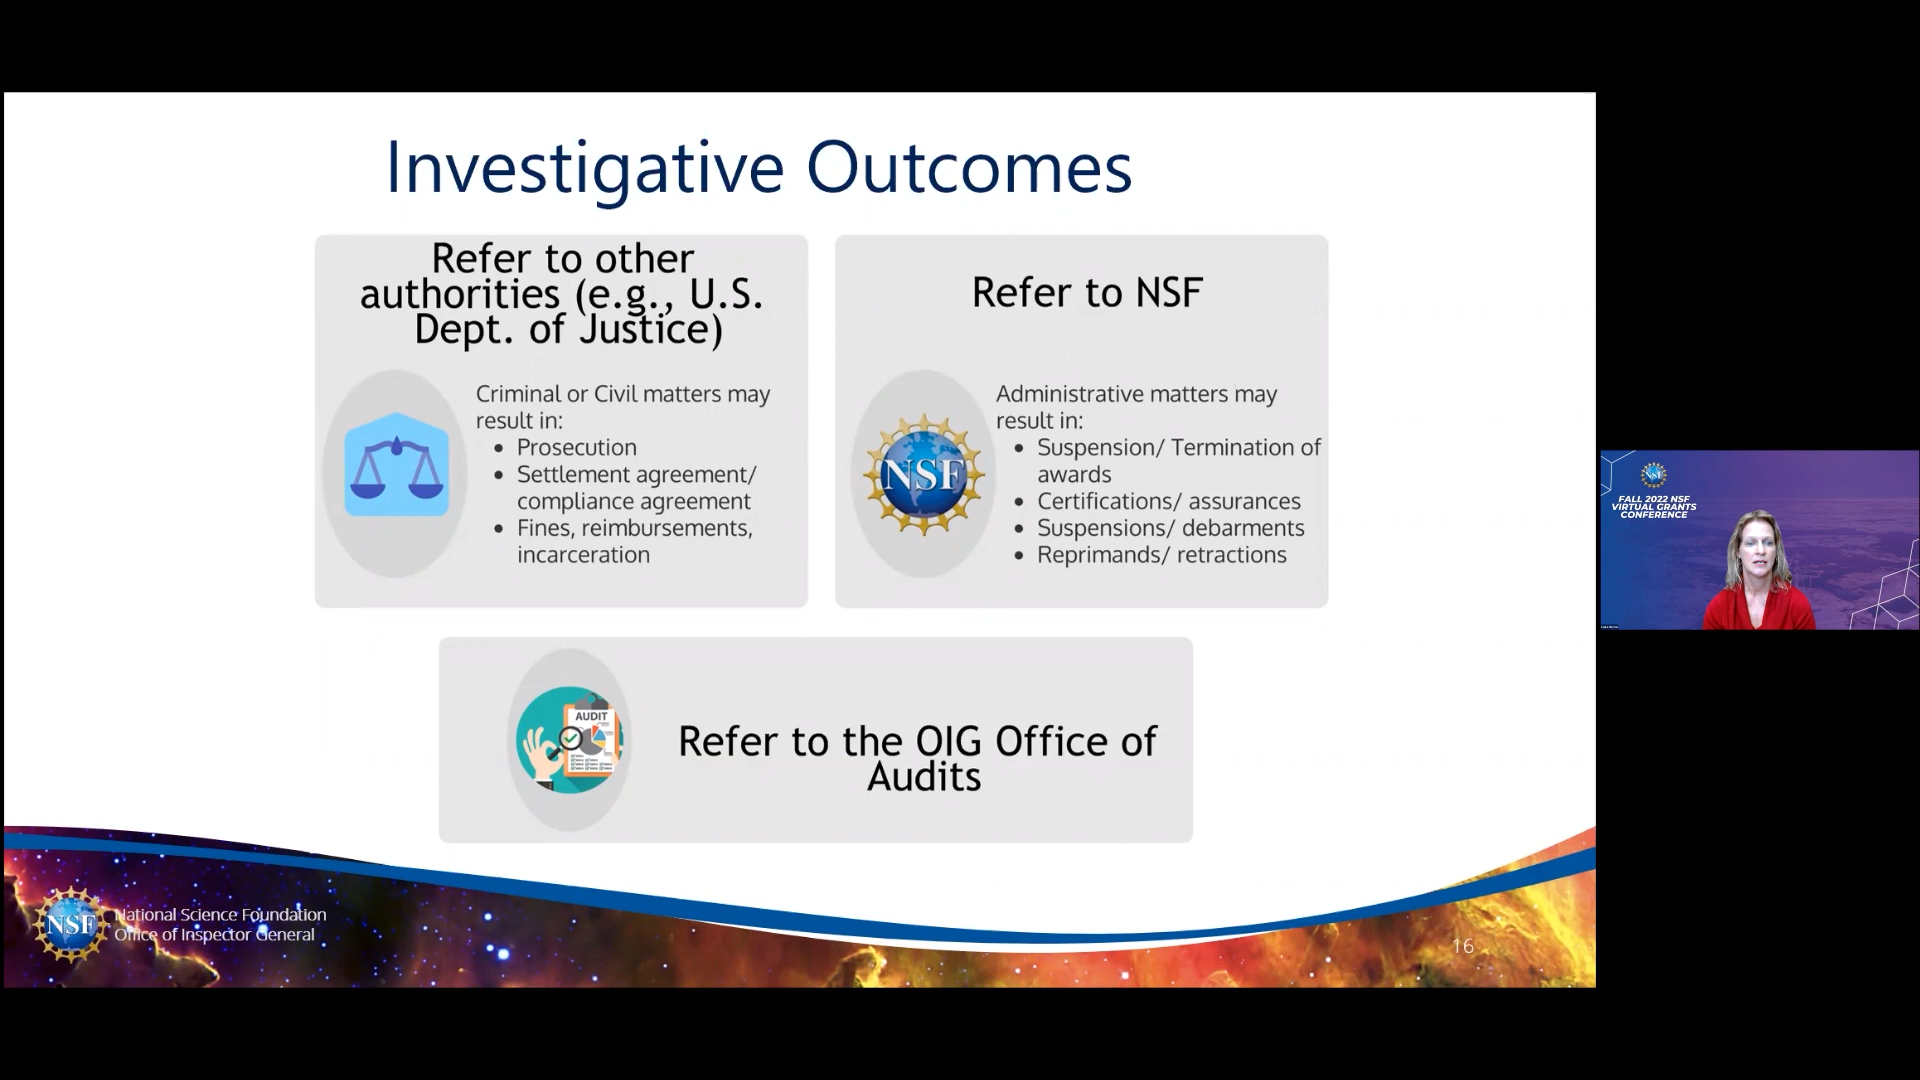 Investigative Outcomes
Refer to other
authorities (e.g., U.S.
Dept. of Justice)
Criminal or Civil matters may
result in:
• Prosecution
• Settlement agreement/
compliance agreement
• Fines, reimbursements,
incarceration
Refer to NSF
NSF
Administrative matters may
result in:
• Suspension/ Termination of
awards
• Certifications/ assurances
• Suspensions/ debarments
• Reprimands/ retractions
AUDIT
Refer to the OIG Office of
Audits
NSF
National Science Foundation
Office of Inspector General
16
FALL 2022 NSF
VIRTUAL GRANTS
CONFERENCE